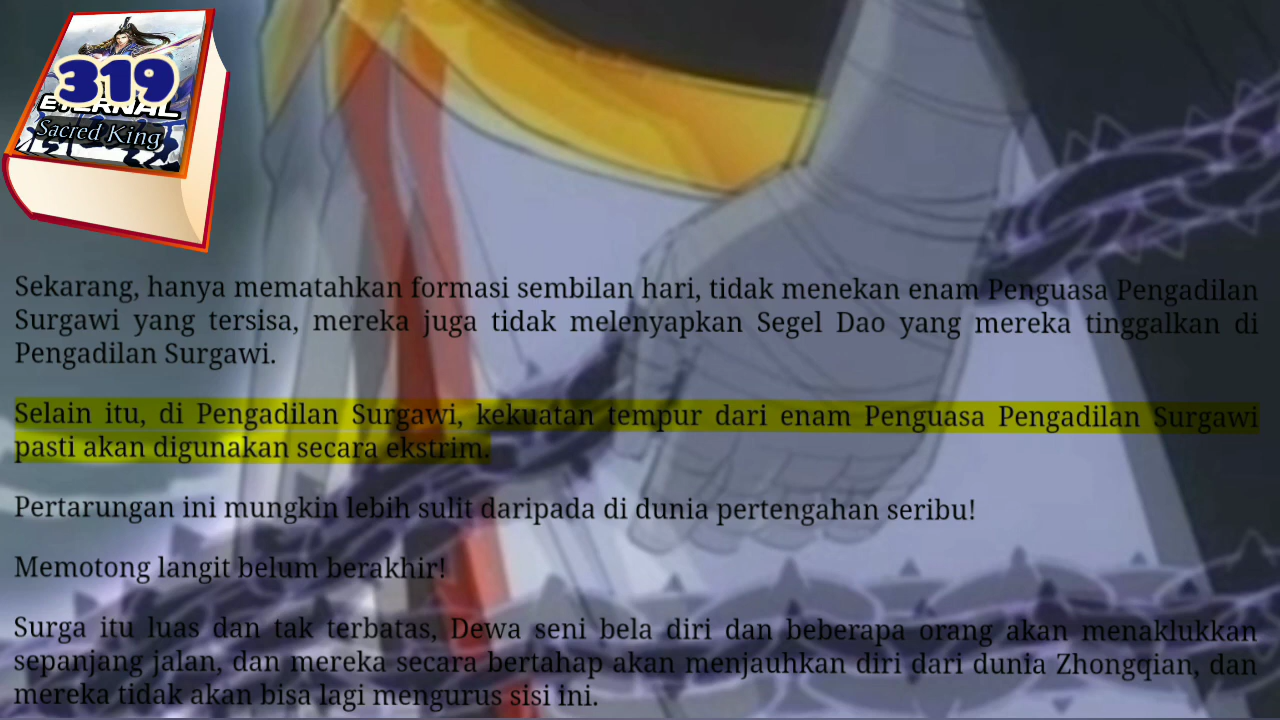 319
ETERNAL
Sacred King
Sekarang, hanya mematahkan formasi sembilan hari, tidak menekan enam Penguasa Pengadilan
Surgawi yang tersisa, mereka juga tidak melenyapkan Segel Dao yang mereka tinggalkan di
Pengadilan Surgawi.
Selain itu, di Pengadilan Surgawi, kekuatan tempur dari enam Penguasa Pengadilan Surgawi
pasti akan digunakan secara ekstrim.
Pertarungan ini mungkin lebih sulit daripada di dunia pertengahan seribu!
Memotong langit belum berakhir!
Surga itu luas dan tak terbatas, Dewa seni bela diri dan beberapa orang akan menaklukkan
sepanjang jalan, dan mereka secara bertahap akan menjauhkan diri dari dunia Zhongqian, dan
mereka tidak akan bisa lagi mengurus sisi ini.